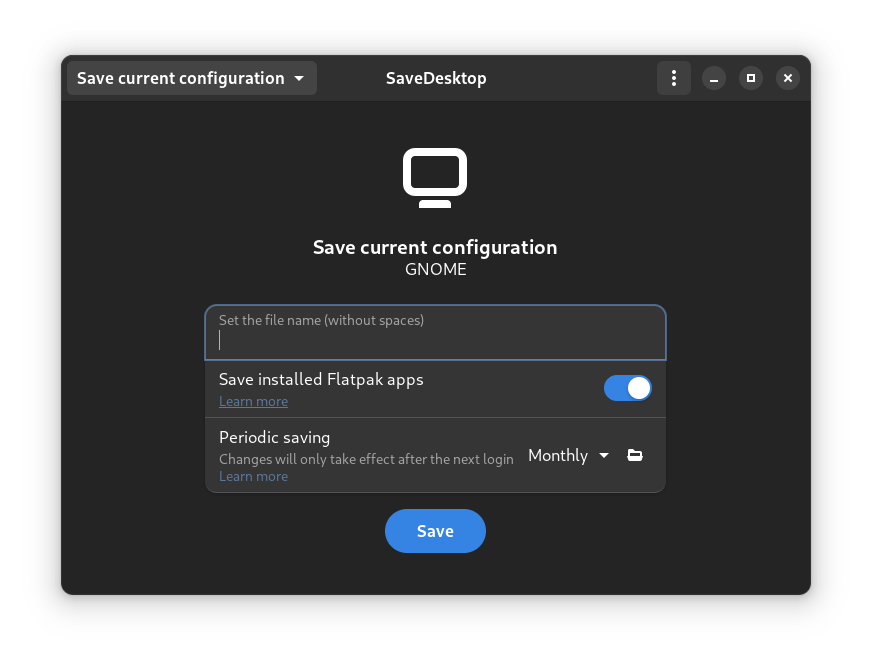 Save current configuration
SaveDesktop
Save current configuration
GNOME
Set the file name (without spaces)
Save installed Flatpak apps
Learn more
Periodic saving
Changes will only take effect after the next login
Monthly
Learn more
Save